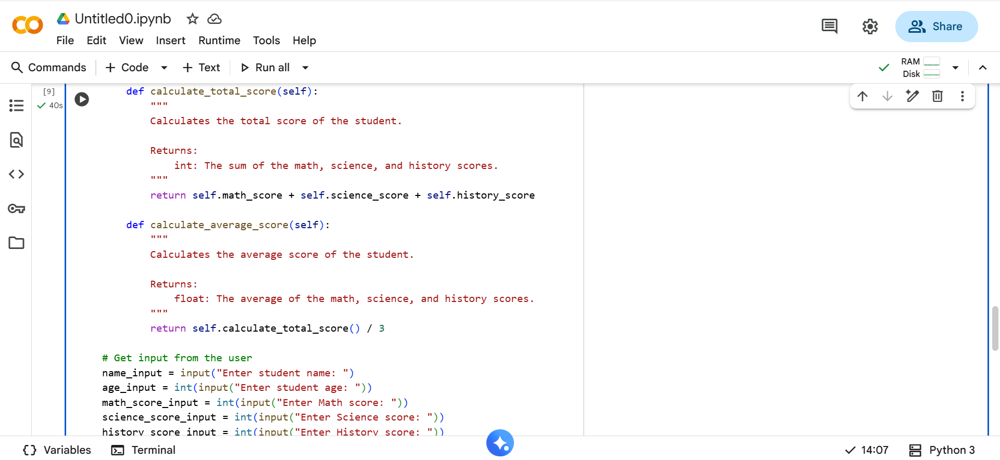 Untitled0.ipynb
File Edit View Insert Runtime Tools Help
Share
Commands + Code + Text Run all
RAM
Disk
[9]
40s
def calculate_total_score(self):
"""
Calculates the total score of the student.
Returns:
int: The sum of the math, science, and history scores.
"""
return self.math_score + self.science_score + self.history_score
def calculate_average_score(self):
"""
Calculates the average score of the student.
Returns:
float: The average of the math, science, and history scores.
"""
return self.calculate_total_score() / 3
# Get input from the user
name_input = input("Enter student name: ")
age_input = int(input("Enter student age: "))
math_score_input = int(input("Enter Math score: "))
science_score_input = int(input("Enter Science score: "))
history_score_input = int(input("Enter History score: "))
{} Variables Terminal
14:07 Python 3